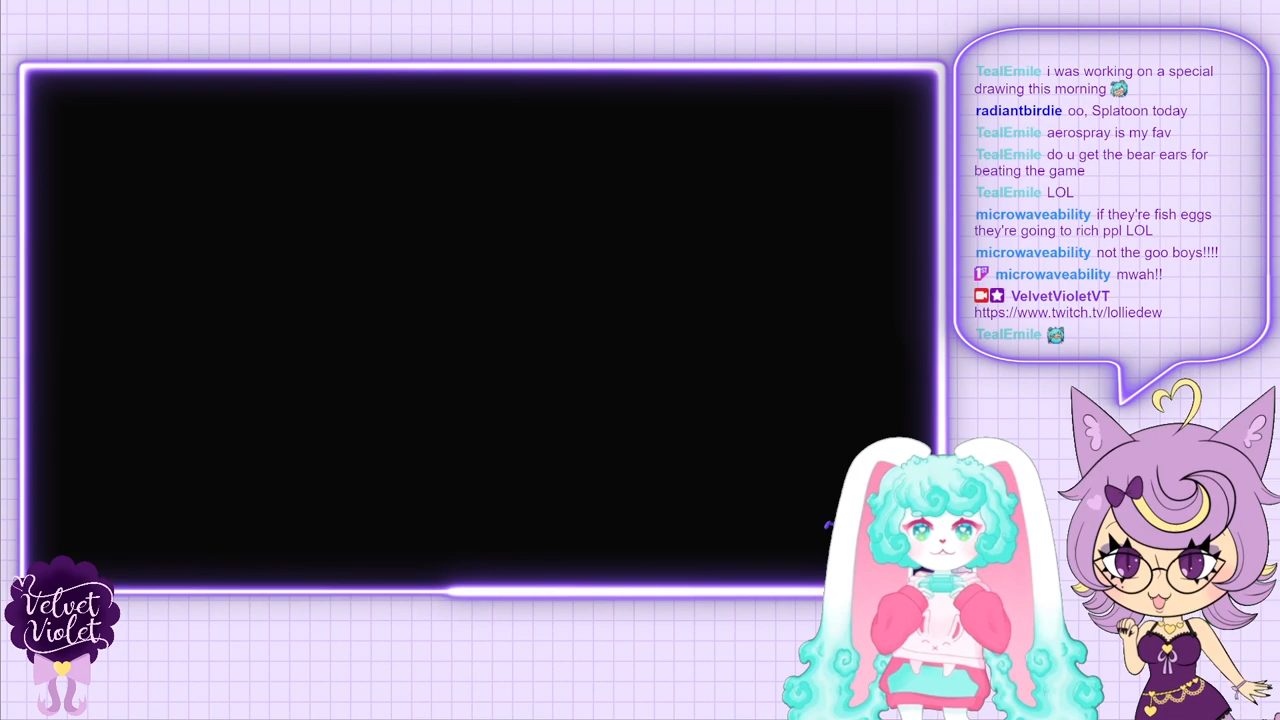 TealEmile i was working on a special
drawing this morning
radiantbirdie oo, Splatoon today
TealEmile aerospray is my fav
TealEmile do u get the bear ears for
beating the game
TealEmile LOL
microwaveability if they're fish eggs
they're going to rich ppl LOL
microwaveability not the goo boys!!!!
1ST microwaveability mwah!!
VelvetVioletVT
https://www.twitch.tv/lolliedew
TealEmile
Velvet
Violet